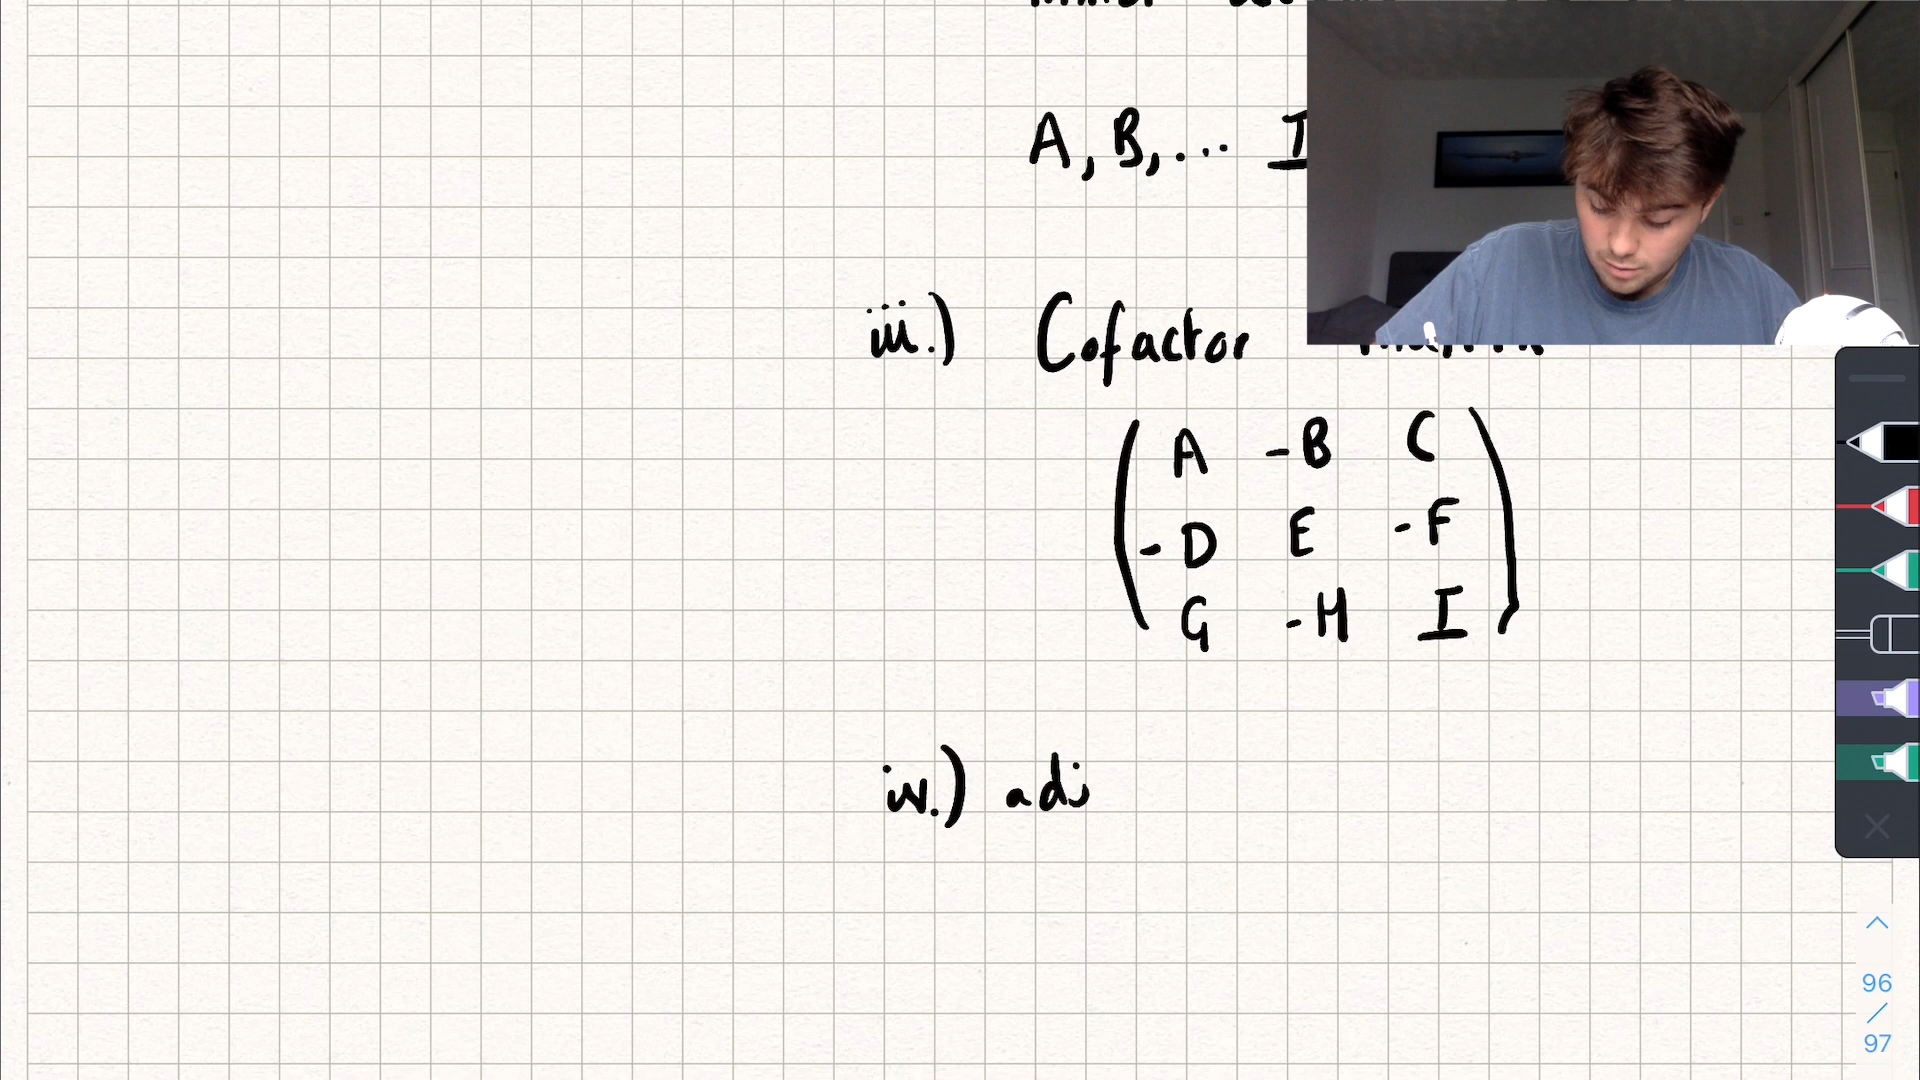 A, B, ... I
iii.) Cofactor
A -B C
-D E -F
G -H I
iv.) adj
96
/
97